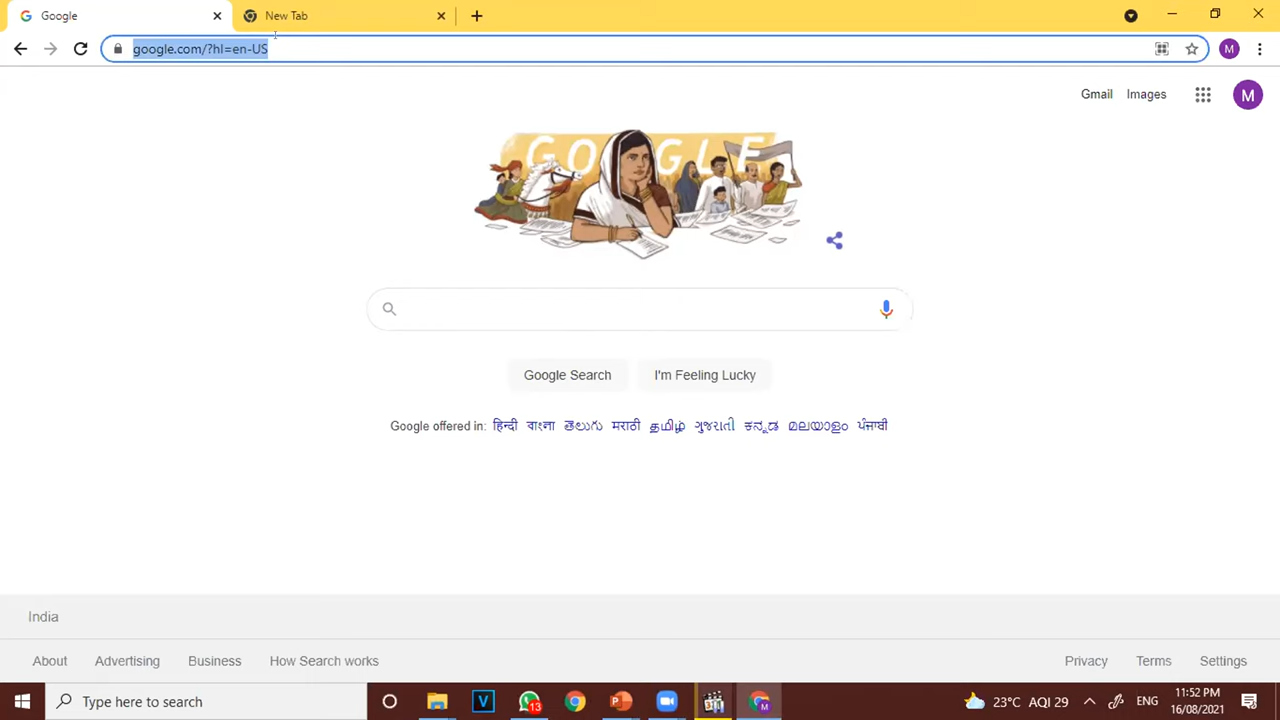 Google
New Tab
google.com/?hl=en-US
M
Gmail Images
M
GOOGLE
Google Search
I'm Feeling Lucky
Google offered in: हिन्दी বাংলা తెలుగు मराठी தமிழ் ગુજરાતી ಕನ್ನಡ മലയാളം ਪੰਜਾਬੀ
India
About Advertising Business How Search works
Privacy Terms Settings
Type here to search
V
13
P
M
23°C AQI 29
ENG
11:52 PM
16/08/2021